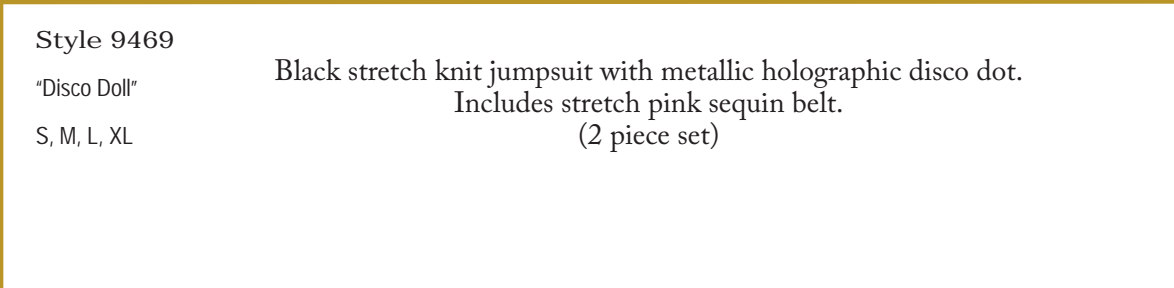 Style 9469
“Disco Doll”
S, M, L, XL
Black stretch knit jumpsuit with metallic holographic disco dot.
Includes stretch pink sequin belt.
(2 piece set)